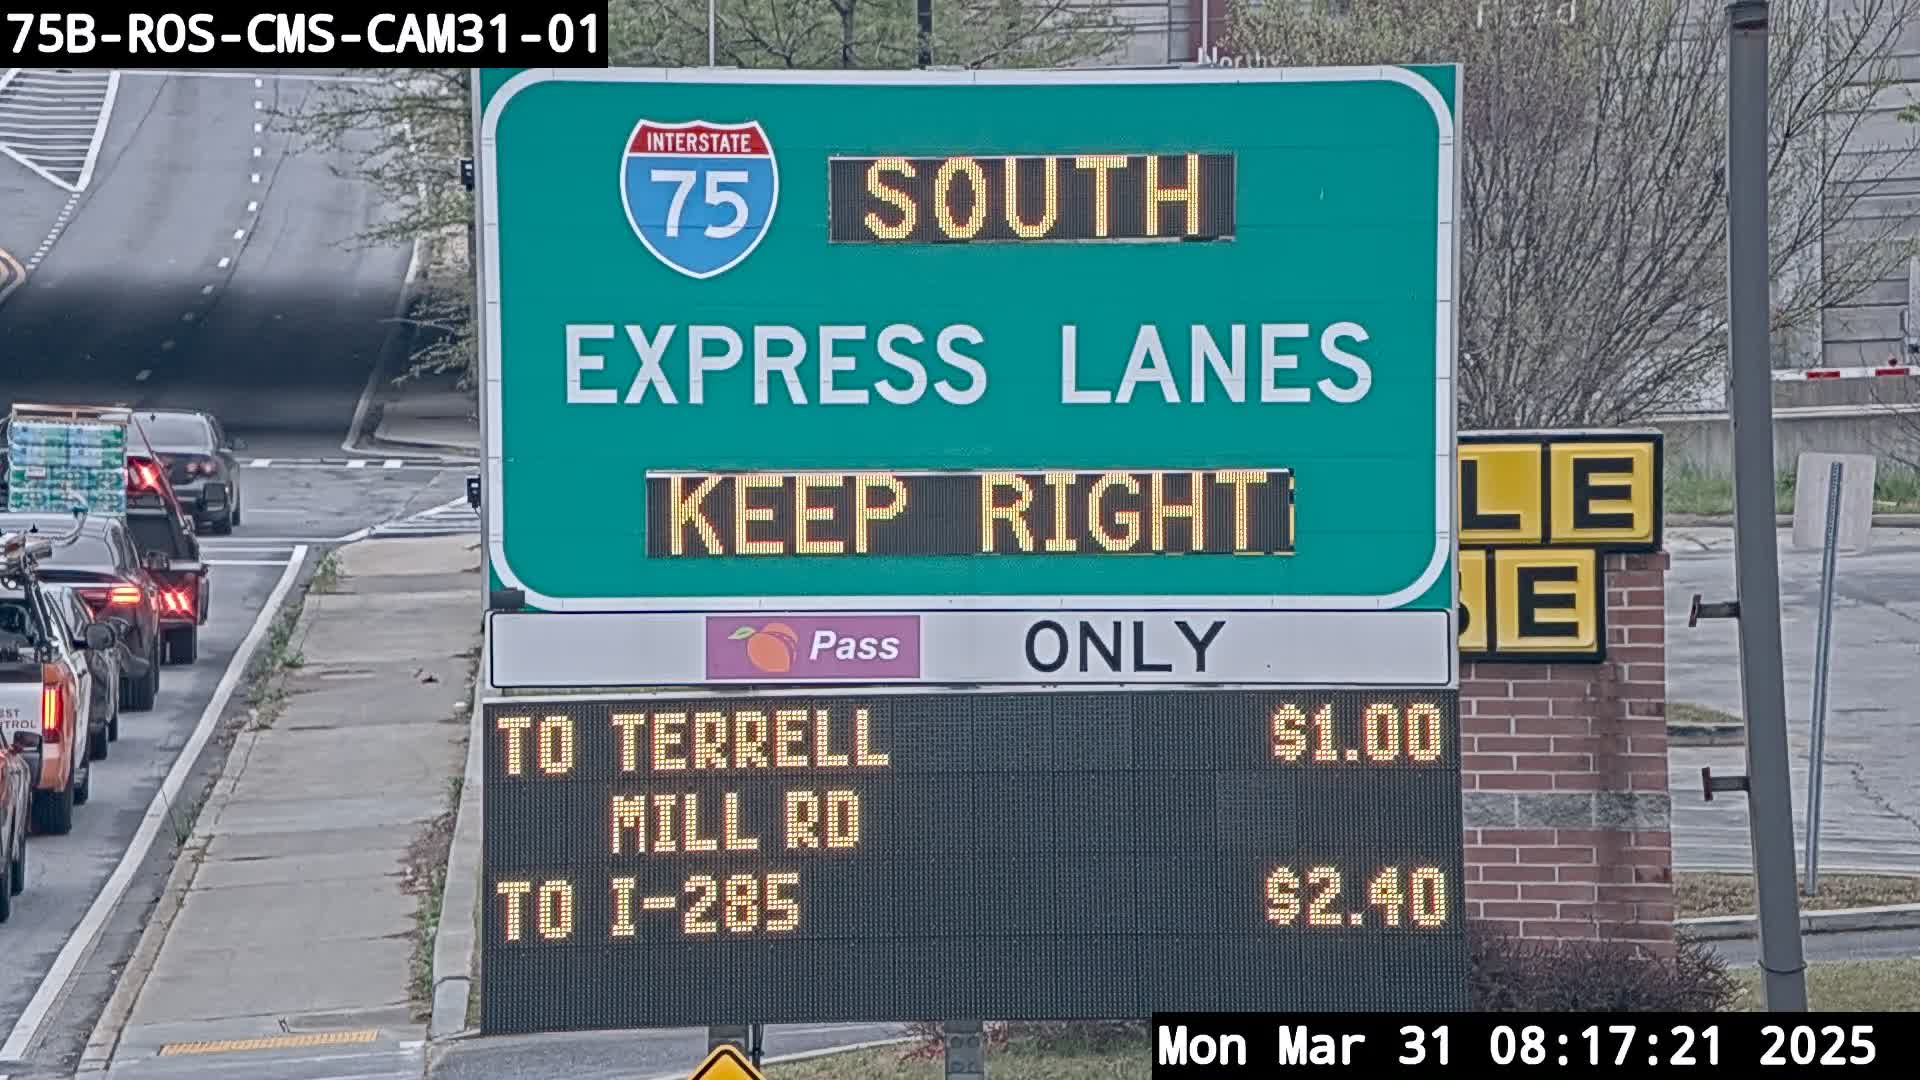 75B-ROS-CMS-CAM31-01
INTERSTATE
75
SOUTH
EXPRESS LANES
KEEP RIGHT
Pass ONLY
TO TERRELL $1.00
MILL RD
TO I-285 $2.40
LE
E
Mon Mar 31 08:17:21 2025